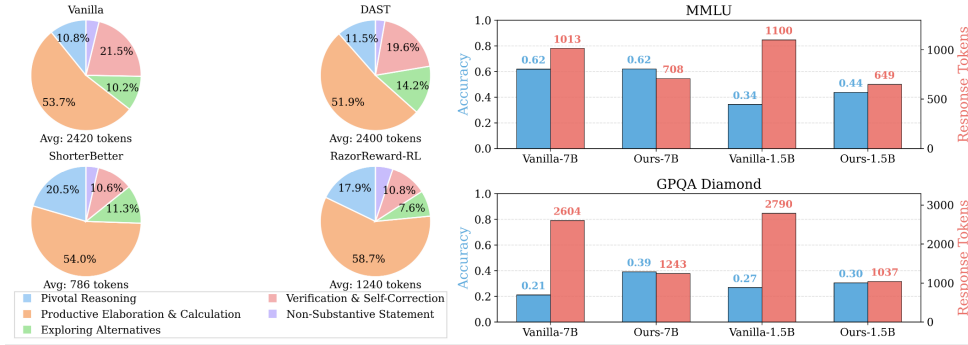 Vanilla
10.8%
21.5%
10.2%
53.7%
Avg: 2420 tokens
DAST
11.5%
19.6%
14.2%
51.9%
Avg: 2400 tokens
ShorterBetter
20.5%
10.6%
11.3%
54.0%
Avg: 786 tokens
RazorReward-RL
17.9%
10.8%
7.6%
58.7%
Avg: 1240 tokens
Pivotal Reasoning
Productive Elaboration & Calculation
Exploring Alternatives
Verification & Self-Correction
Non-Substantive Statement
MMLU
Accuracy
1.0
0.8
0.6
0.4
0.2
0.0
0.62
1013
0.62
708
0.34
1100
0.44
649
1000
500
0
Response Tokens
Vanilla-7B
Ours-7B
Vanilla-1.5B
Ours-1.5B
GPQA Diamond
Accuracy
1.0
0.8
0.6
0.4
0.2
0.0
0.21
2604
0.39
1243
0.27
2790
0.30
1037
3000
2000
1000
0
Response Tokens
Vanilla-7B
Ours-7B
Vanilla-1.5B
Ours-1.5B